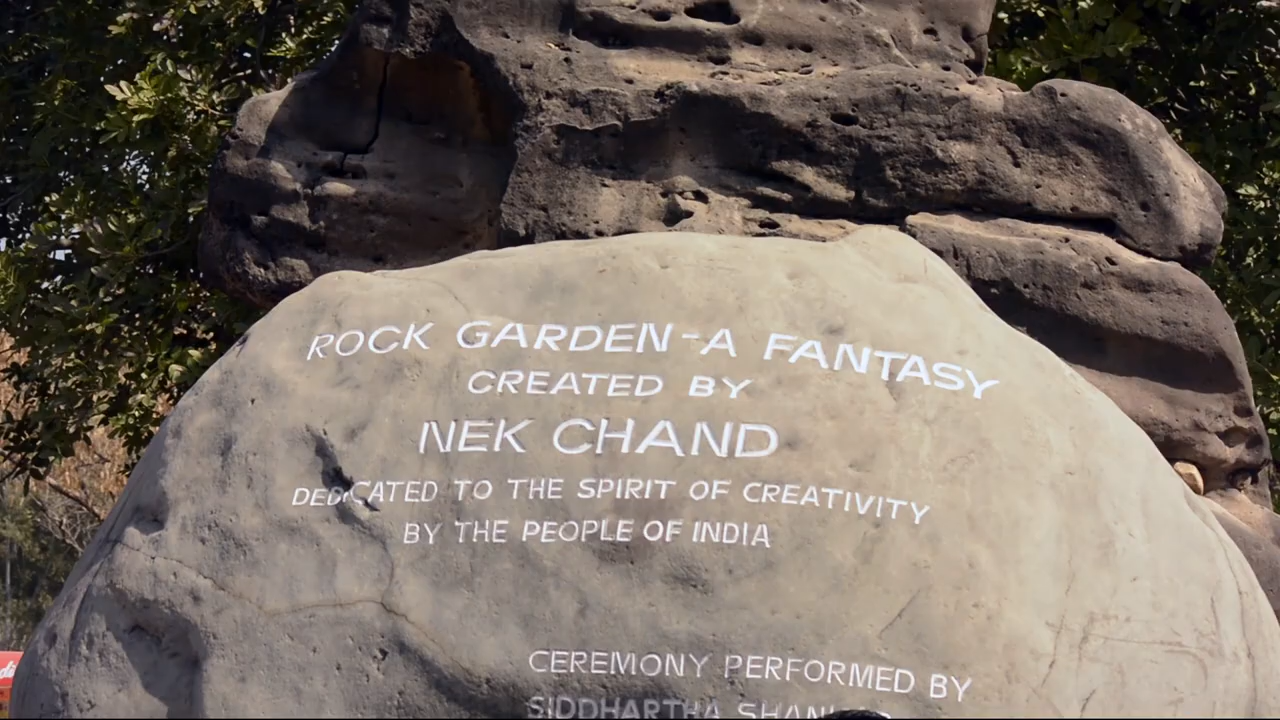 ROCK GARDEN-A FANTASY
CREATED BY
NEK CHAND
DEDICATED TO THE SPIRIT OF CREATIVITY
BY THE PEOPLE OF INDIA
CEREMONY PERFORMED BY
SIDDHARTHA